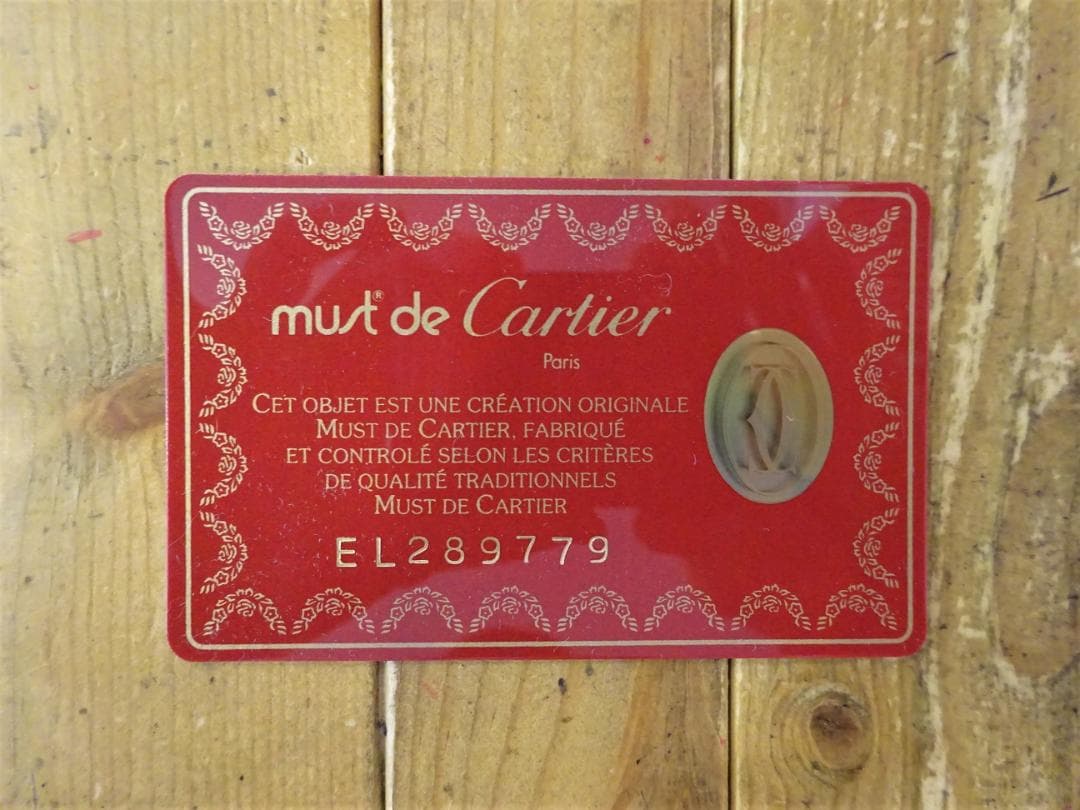 must® de Cartier
Paris
CET OBJET EST UNE CRÉATION ORIGINALE
MUST DE CARTIER, FABRIQUÉ
ET CONTROLÉ SELON LES CRITÈRES
DE QUALITÉ TRADITIONNELS
MUST DE CARTIER
EL289779